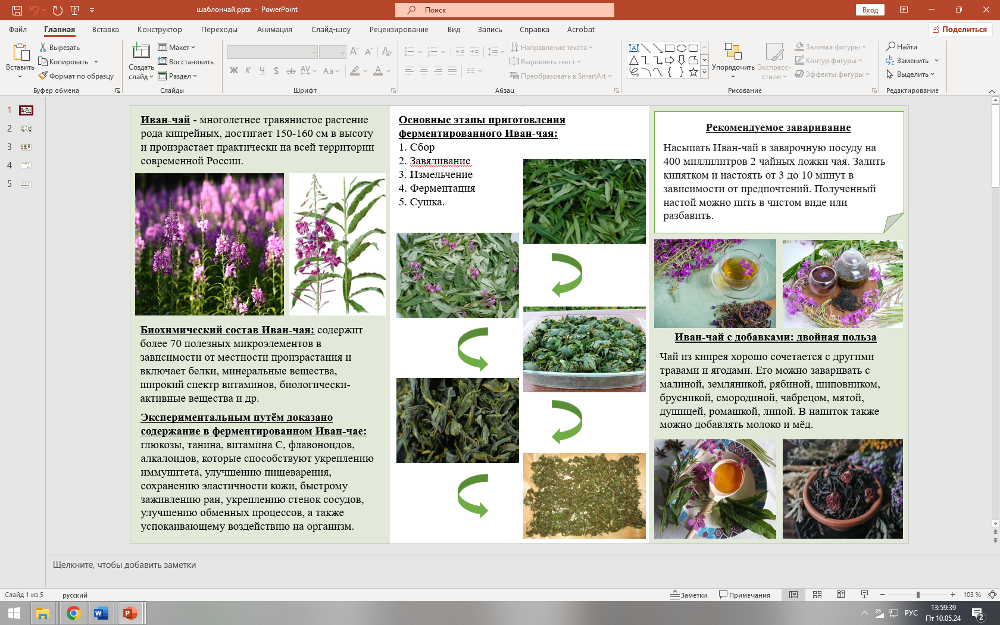 шаблончай.pptx - PowerPoint
Поиск
Вход
Файл
Главная
Вставка
Конструктор
Переходы
Анимация
Слайд-шоу
Рецензирование
Вид
Запись
Справка
Acrobat
Поделиться
Вставить
Вырезать
Копировать
Формат по образцу
Буфер обмена
Создать
слайд
Макет
Восстановить
Раздел
Слайды
Ж К Ч S ab AV Aa A
Шрифт
Направление текста
Выровнять текст
Преобразовать в SmartArt
Абзац
Упорядочить
Экспресс-
стили
Заливка фигуры
Контур фигуры
Эффекты фигуры
Рисование
Найти
Заменить
Выделить
Редактирование
1
2
3
4
5
Иван-чай - многолетнее травянистое растение
рода кипрейных, достигает 150-160 см в высоту
и произрастает практически на всей территории
современной России.
Биохимический состав Иван-чая: содержит
более 70 полезных микроэлементов в
зависимости от местности произрастания и
включает белки, минеральные вещества,
широкий спектр витаминов, биологически-
активные вещества и др.
Экспериментальным путём доказано
содержание в ферментированном Иван-чае:
глюкозы, танина, витамина С, флавоноидов,
алкалоидов, которые способствуют укреплению
иммунитета, улучшению пищеварения,
сохранению эластичности кожи, быстрому
заживлению ран, укреплению стенок сосудов,
улучшению обменных процессов, а также
успокаивающему воздействию на организм.
Основные этапы приготовления
ферментированного Иван-чая:
1. Сбор
2. Завяливание
3. Измельчение
4. Ферментация
5. Сушка.
Рекомендуемое заваривание
Насыпать Иван-чай в заварочную посуду на
400 миллилитров 2 чайных ложки чая. Залить
кипятком и настоять от 3 до 10 минут в
зависимости от предпочтений. Полученный
настой можно пить в чистом виде или
разбавить.
Иван-чай с добавками: двойная польза
Чай из кипрея хорошо сочетается с другими
травами и ягодами. Его можно заваривать с
малиной, земляникой, рябиной, шиповником,
брусникой, смородиной, чабрецом, мятой,
душицей, ромашкой, липой. В напиток также
можно добавлять молоко и мёд.
Щелкните, чтобы добавить заметки
Слайд 1 из 5
русский
Заметки
Примечания
103 %
26
РУС
13:59:39
Пт 10.05.24
2